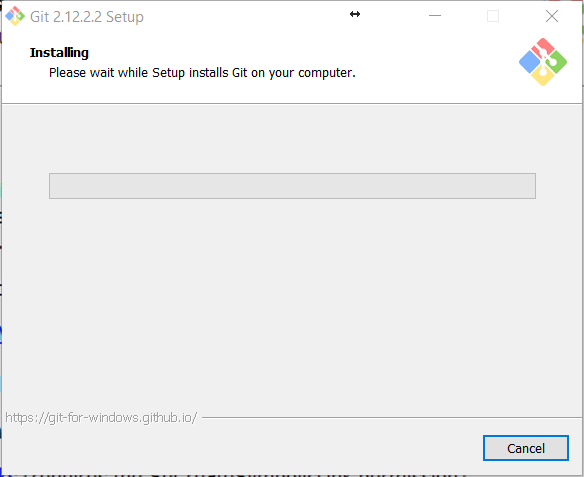 Git 2.12.2.2 Setup
Installing
Please wait while Setup installs Git on your computer.
https://git-for-windows.github.io/
Cancel